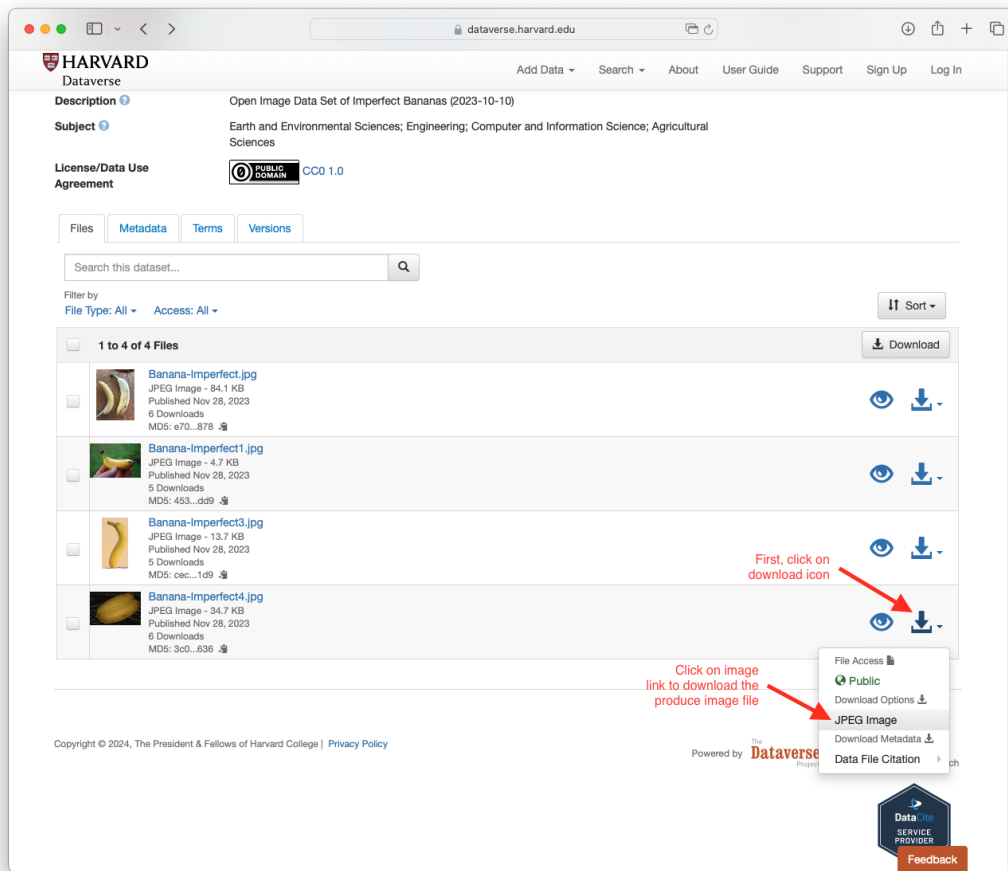 dataverse.harvard.edu
HARVARD
Dataverse
Add Data Search About User Guide Support Sign Up Log In
Description Open Image Data Set of Imperfect Bananas (2023-10-10)
Subject Earth and Environmental Sciences; Engineering; Computer and Information Science; Agricultural
Sciences
License/Data Use
Agreement
PUBLIC
DOMAIN
CC0 1.0
Files Metadata Terms Versions
Search this dataset...
Filter by
File Type: All Access: All
Sort
1 to 4 of 4 Files
Download
Banana-Imperfect.jpg
JPEG Image - 84.1 KB
Published Nov 28, 2023
6 Downloads
MD5: e70...878
Banana-Imperfect1.jpg
JPEG Image - 4.7 KB
Published Nov 28, 2023
5 Downloads
MD5: 453...dd9
Banana-Imperfect3.jpg
JPEG Image - 13.7 KB
Published Nov 28, 2023
5 Downloads
MD5: cec...1d9
First, click on
download icon
Banana-Imperfect4.jpg
JPEG Image - 34.7 KB
Published Nov 28, 2023
6 Downloads
MD5: 3c0...636
Click on image
link to download the
produce image file
File Access
Public
Download Options
JPEG Image
Download Metadata
Data File Citation
Copyright © 2024, The President & Fellows of Harvard College | Privacy Policy
Powered by The Dataverse Project
DataCite
SERVICE
PROVIDER
Feedback